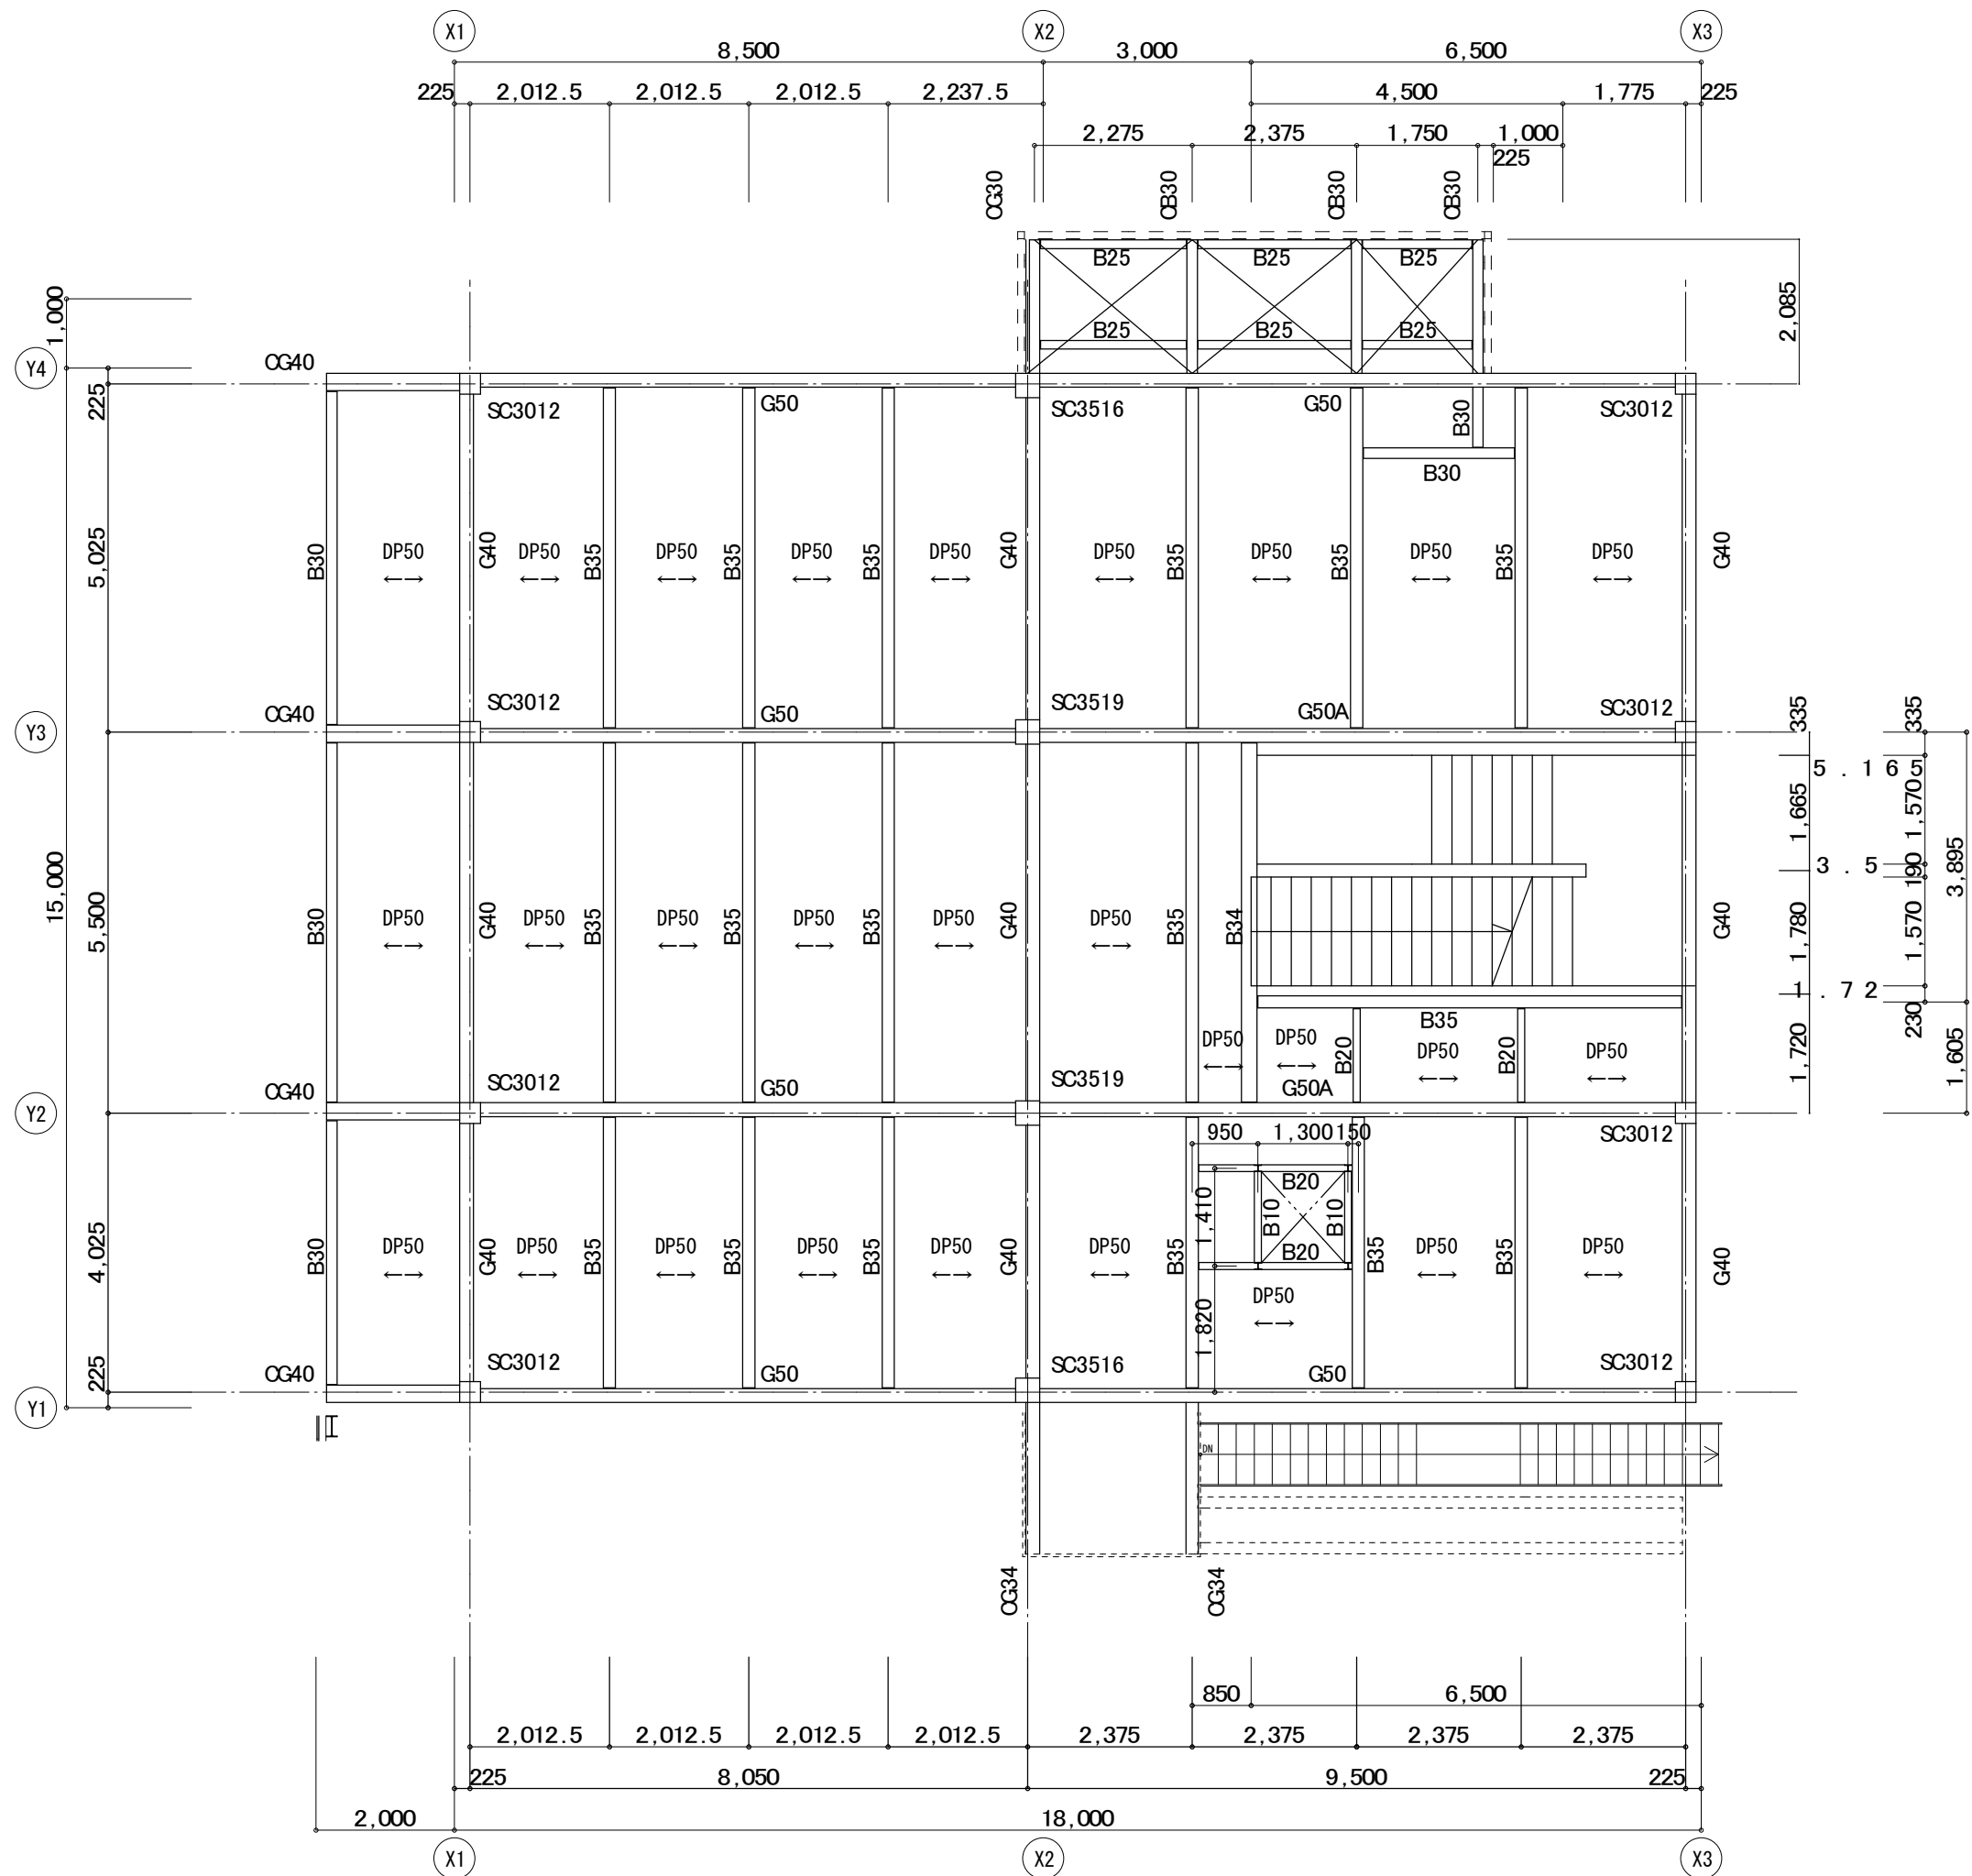 X1
X2
X3
8,500
3,000
6,500
225
2,012.5
2,012.5
2,012.5
2,237.5
4,500
1,775
225
2,275
2,375
1,750
1,000
225
CG30
CB30
CB30
CB30
B25
B25
B25
2,085
1,000
B25
B25
B25
Y4
CG40
225
SC3012
G50
SC3516
G50
B30
SC3012
B30
5,025
B30
DP50
G40
DP50
B35
DP50
B35
DP50
B35
DP50
G40
DP50
B35
DP50
B35
DP50
B35
DP50
G40
CG40
SC3012
G50
SC3519
G50A
SC3012
335
335
Y3
5.165
1,665
1,570
3.5
190
3,895
15,000
5,500
B30
DP50
G40
DP50
B35
DP50
B35
DP50
B35
DP50
G40
DP50
B35
B34
G40
1,780
1,570
1.72
230
B35
DP50
DP50
B20
DP50
B20
DP50
1,720
1,605
CG40
SC3012
G50
SC3519
G50A
Y2
SC3012
950
1,300
150
B20
1,410
B10
B10
4,025
B30
DP50
G40
DP50
B35
DP50
B35
DP50
B35
DP50
G40
DP50
B35
B20
B35
DP50
B35
DP50
G40
DP50
1,820
225
CG40
SC3012
G50
SC3516
G50
SC3012
Y1
DN
CG34
CG34
850
6,500
2,012.5
2,012.5
2,012.5
2,012.5
2,375
2,375
2,375
2,375
225
8,050
9,500
225
2,000
18,000
X1
X2
X3